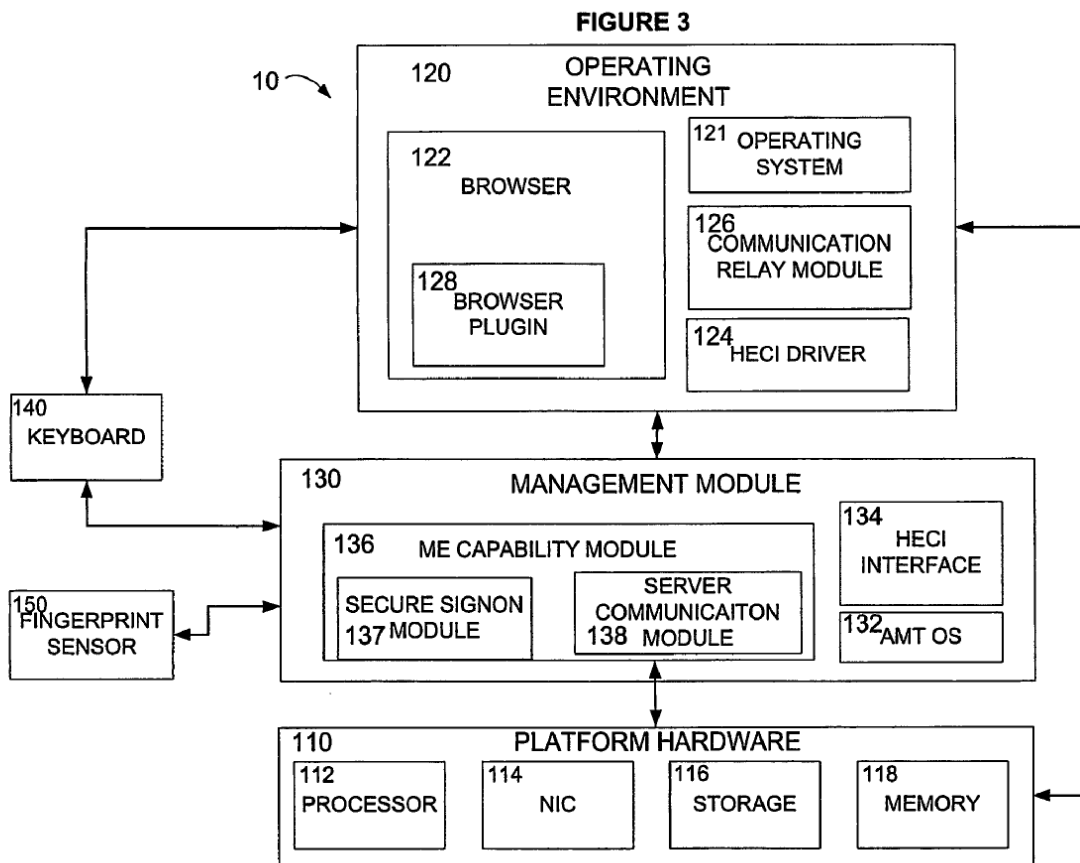 FIGURE 3
10
120
OPERATING
ENVIRONMENT
122
BROWSER
128
BROWSER
PLUGIN
121
OPERATING
SYSTEM
126
COMMUNICATION
RELAY MODULE
124
HECI DRIVER
140
KEYBOARD
150
FINGERPRINT
SENSOR
130
MANAGEMENT MODULE
136
ME CAPABILITY MODULE
SECURE SIGNON
137 MODULE
SERVER
COMMUNICAITON
138 MODULE
134
HECI
INTERFACE
132
AMT OS
110
PLATFORM HARDWARE
112
PROCESSOR
114
NIC
116
STORAGE
118
MEMORY